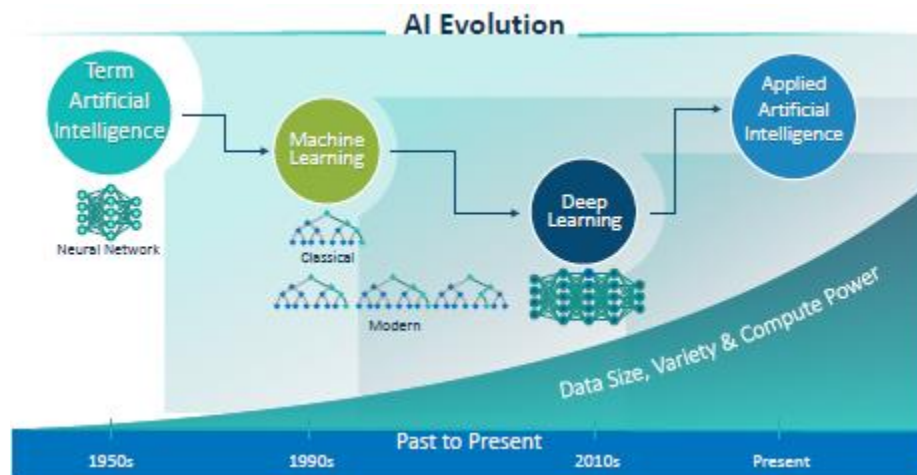 AI Evolution
Term
Artificial
Intelligence
Neural Network
Machine
Learning
Classical
Modern
Deep
Learning
Applied
Artificial
Intelligence
Data Size, Variety & Compute Power
Past to Present
1950s
1990s
2010s
Present